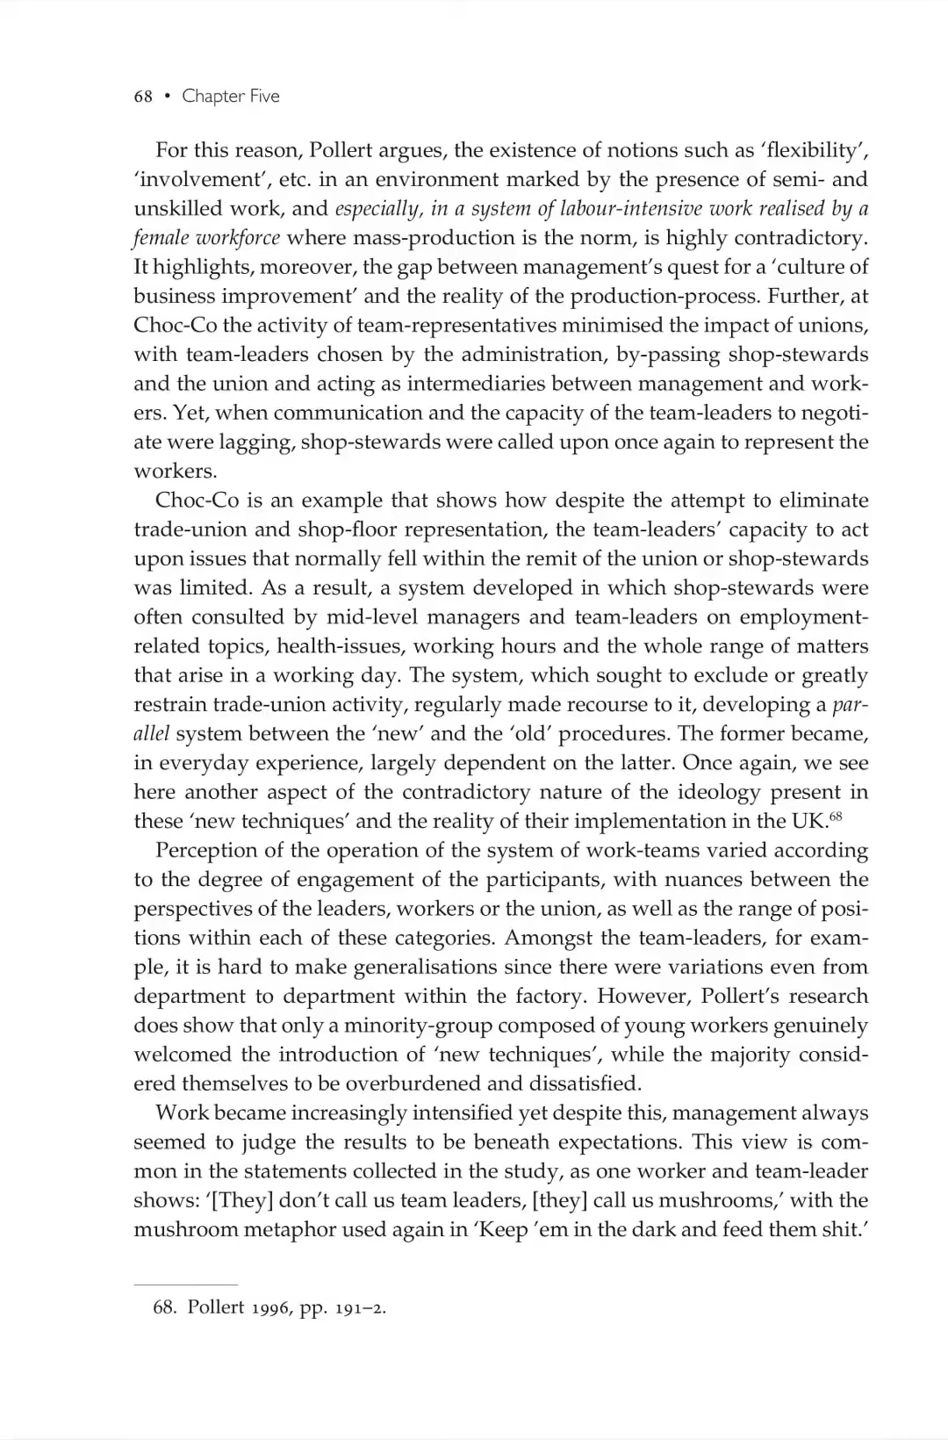 68 • Chapter Five
For this reason, Pollert argues, the existence of notions such as ‘flexibility’,
‘involvement’, etc. in an environment marked by the presence of semi- and
unskilled work, and especially, in a system of labour-intensive work realised by a
female workforce where mass-production is the norm, is highly contradictory.
It highlights, moreover, the gap between management’s quest for a ‘culture of
business improvement’ and the reality of the production-process. Further, at
Choc-Co the activity of team-representatives minimised the impact of unions,
with team-leaders chosen by the administration, by-passing shop-stewards
and the union and acting as intermediaries between management and work-
ers. Yet, when communication and the capacity of the team-leaders to negoti-
ate were lagging, shop-stewards were called upon once again to represent the
workers.
Choc-Co is an example that shows how despite the attempt to eliminate
trade-union and shop-floor representation, the team-leaders’ capacity to act
upon issues that normally fell within the remit of the union or shop-stewards
was limited. As a result, a system developed in which shop-stewards were
often consulted by mid-level managers and team-leaders on employment-
related topics, health-issues, working hours and the whole range of matters
that arise in a working day. The system, which sought to exclude or greatly
restrain trade-union activity, regularly made recourse to it, developing a par-
allel system between the ‘new’ and the ‘old’ procedures. The former became,
in everyday experience, largely dependent on the latter. Once again, we see
here another aspect of the contradictory nature of the ideology present in
these ‘new techniques’ and the reality of their implementation in the UK.68
Perception of the operation of the system of work-teams varied according
to the degree of engagement of the participants, with nuances between the
perspectives of the leaders, workers or the union, as well as the range of posi-
tions within each of these categories. Amongst the team-leaders, for exam-
ple, it is hard to make generalisations since there were variations even from
department to department within the factory. However, Pollert’s research
does show that only a minority-group composed of young workers genuinely
welcomed the introduction of ‘new techniques’, while the majority consid-
ered themselves to be overburdened and dissatisfied.
Work became increasingly intensified yet despite this, management always
seemed to judge the results to be beneath expectations. This view is com-
mon in the statements collected in the study, as one worker and team-leader
shows: ‘[They] don’t call us team leaders, [they] call us mushrooms,’ with the
mushroom metaphor used again in ‘Keep ’em in the dark and feed them shit.’
68. Pollert 1996, pp. 191–2.